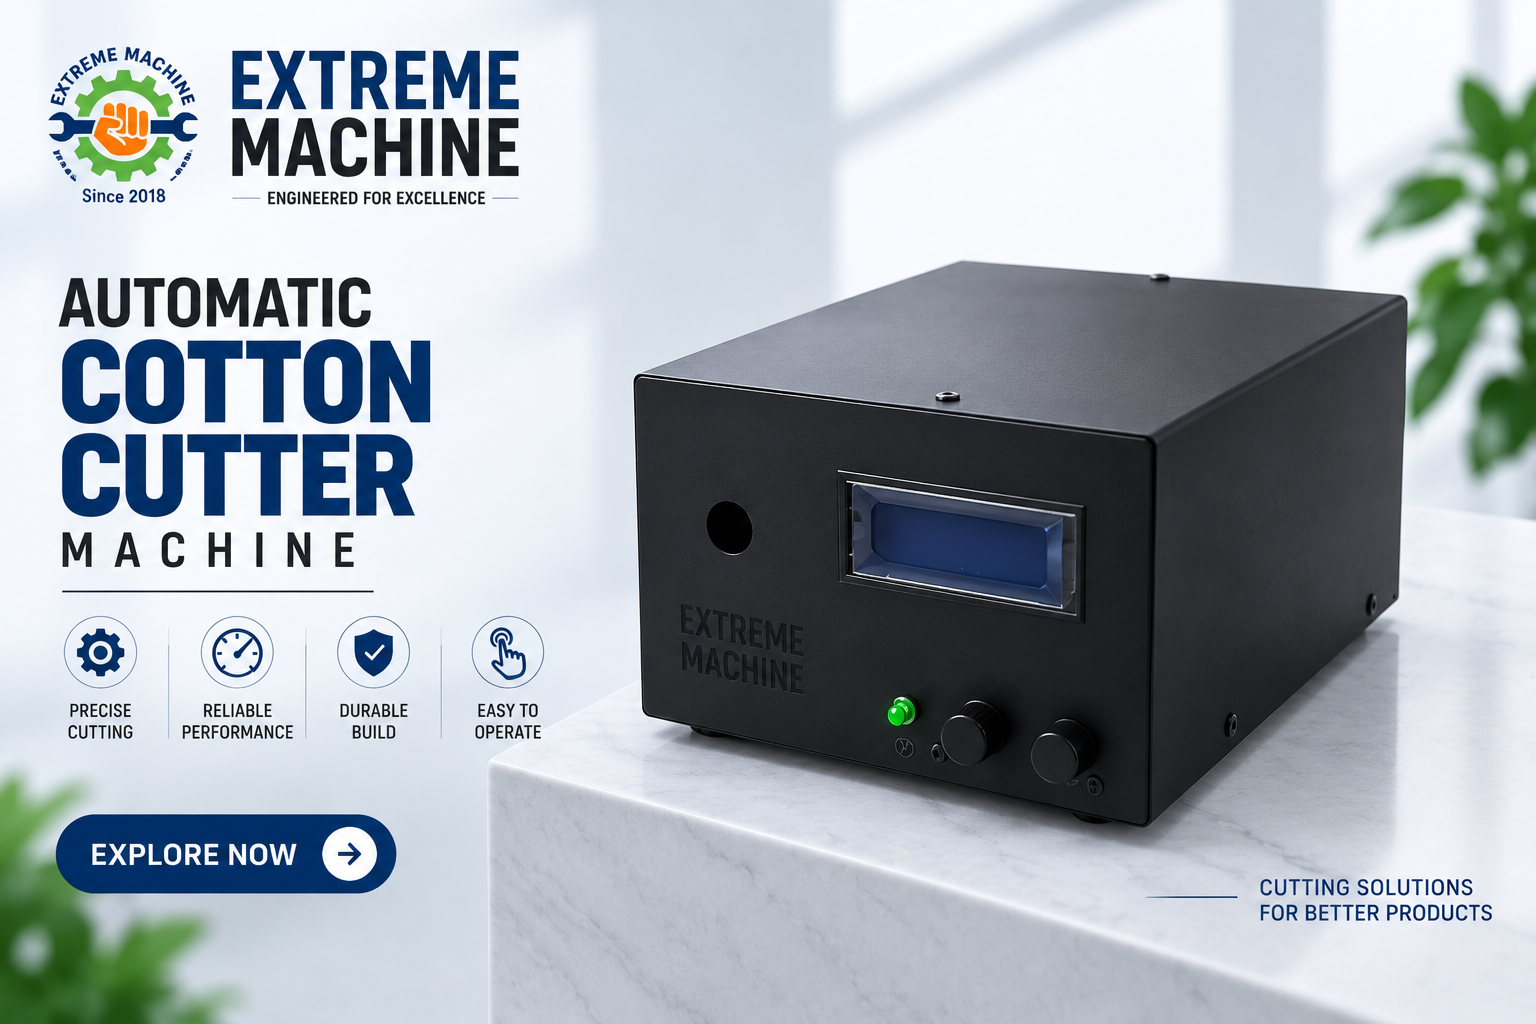 EXTREME MACHINE
Since 2018
EXTREME
MACHINE
ENGINEERED FOR EXCELLENCE
AUTOMATIC
COTTON
CUTTER
MACHINE
PRECISE
CUTTING
RELIABLE
PERFORMANCE
DURABLE
BUILD
EASY TO
OPERATE
EXPLORE NOW
EXTREME
MACHINE
CUTTING SOLUTIONS
FOR BETTER PRODUCTS